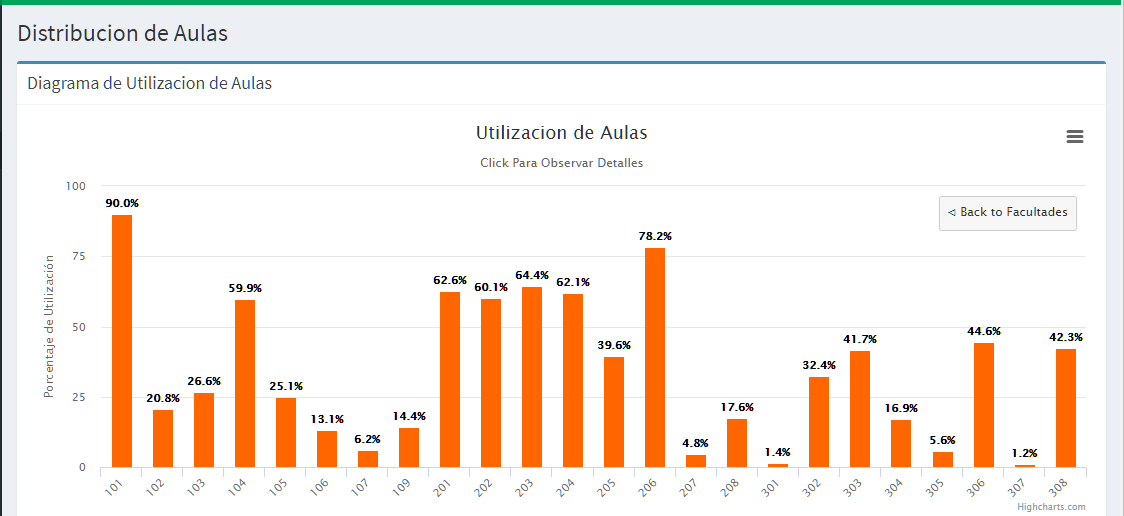 Distribucion de Aulas
Diagrama de Utilizacion de Aulas
Utilizacion de Aulas
Click Para Observar Detalles
⊲ Back to Facultades
Porcentaje de Utilización
100
75
50
25
0
90.0% 20.8% 26.6% 59.9% 25.1% 13.1% 6.2% 14.4% 62.6% 60.1% 64.4% 62.1% 39.6% 78.2% 4.8% 17.6% 1.4% 32.4% 41.7% 16.9% 5.6% 44.6% 1.2% 42.3%
101 102 103 104 105 106 107 109 201 202 203 204 205 206 207 208 301 302 303 304 305 306 307 308
Highcharts.com